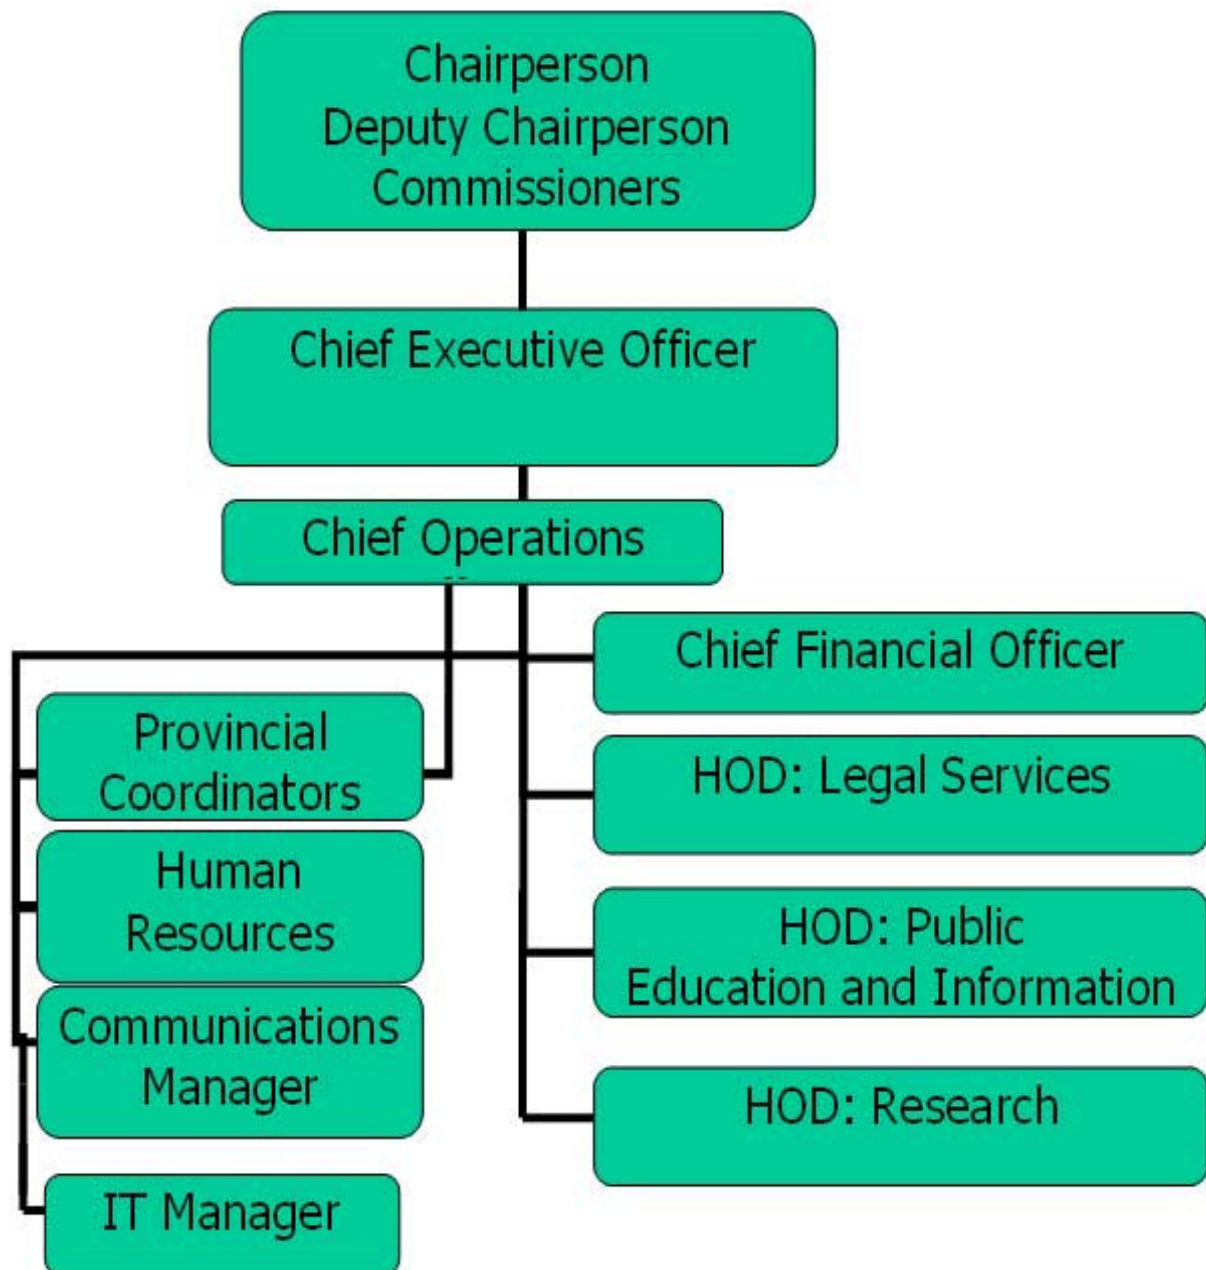 Chairperson
Deputy Chairperson
Commissioners
Chief Executive Officer
Chief Operations
Chief Financial Officer
Provincial
Coordinators
HOD: Legal Services
Human
Resources
HOD: Public
Education and Information
Communications
Manager
HOD: Research
IT Manager